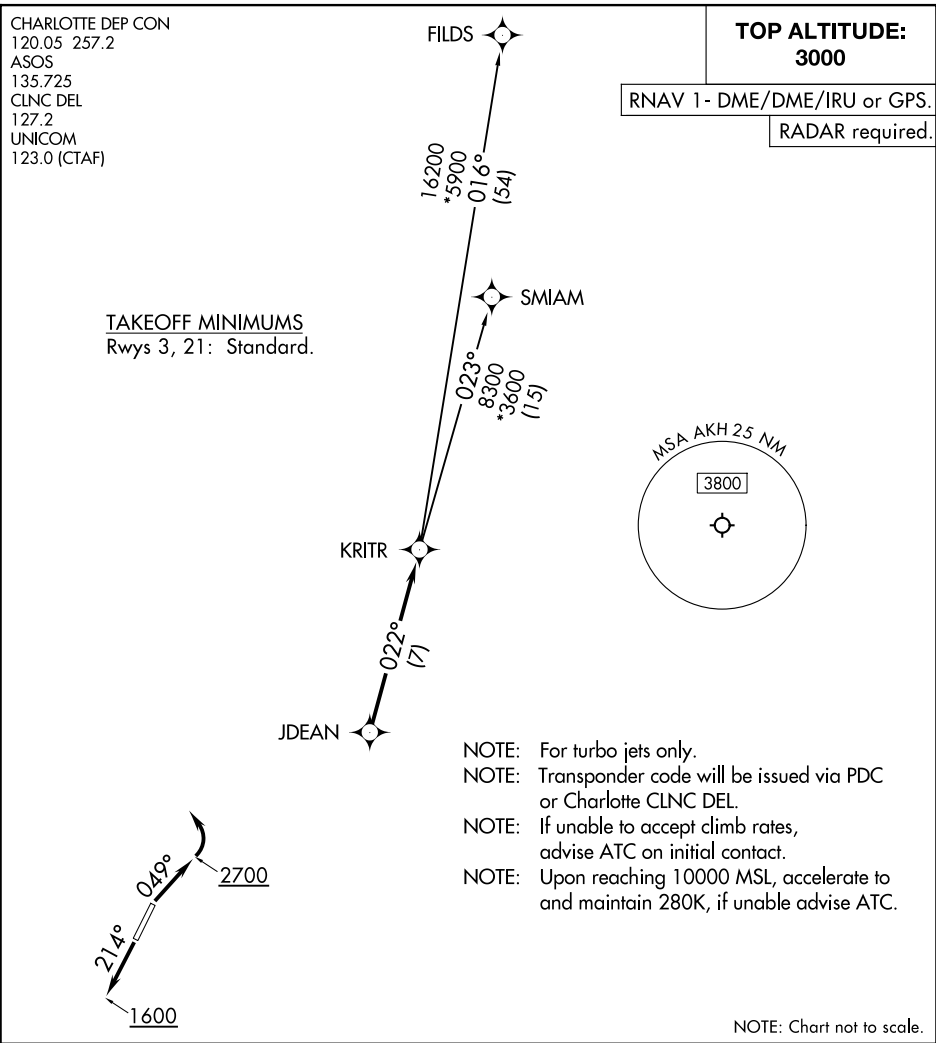 CHARLOTTE DEP CON
120.05 257.2
ASOS
135.725
CLNC DEL
127.2
UNICOM
123.0 (CTAF)
TOP ALTITUDE:
3000
RNAV 1- DME/DME/IRU or GPS.
RADAR required.
FILDS
16200
*5900
016°
(54)
SMIAM
TAKEOFF MINIMUMS
Rwys 3, 21: Standard.
023°
8300
*3600
(15)
MSA AKH 25 NM
3800
KRITR
022°
(7)
JDEAN
NOTE: For turbo jets only.
NOTE: Transponder code will be issued via PDC
or Charlotte CLNC DEL.
NOTE: If unable to accept climb rates,
advise ATC on initial contact.
NOTE: Upon reaching 10000 MSL, accelerate to
and maintain 280K, if unable advise ATC.
049°
2700
214°
1600
NOTE: Chart not to scale.